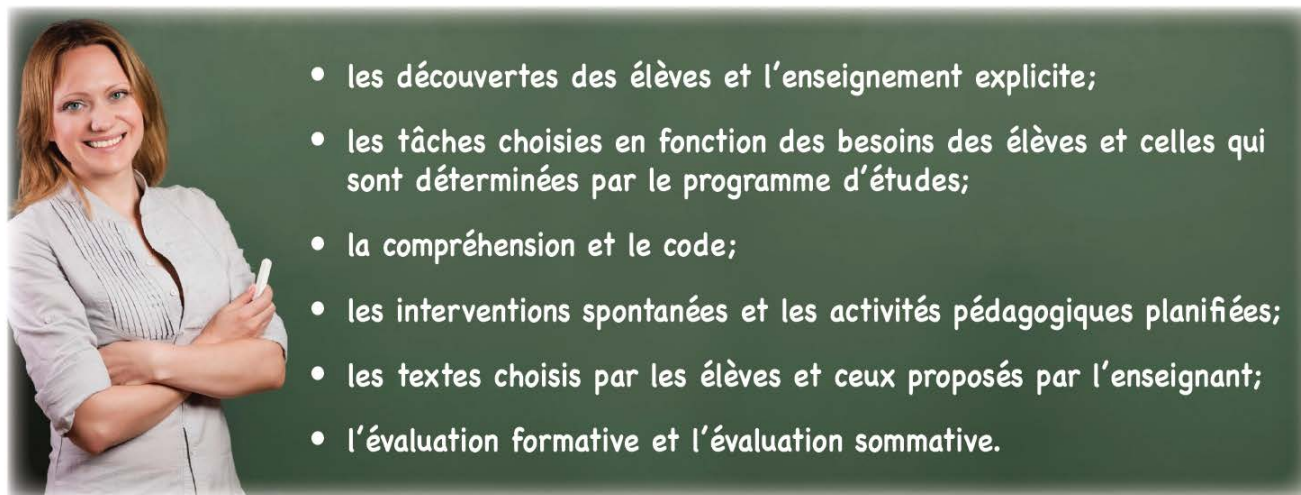 • les découvertes des élèves et l'enseignement explicite;
• les tâches choisies en fonction des besoins des élèves et celles qui
sont déterminées par le programme d'études;
• la compréhension et le code;
• les interventions spontanées et les activités pédagogiques planifiées;
• les textes choisis par les élèves et ceux proposés par l'enseignant;
• l'évaluation formative et l'évaluation sommative.